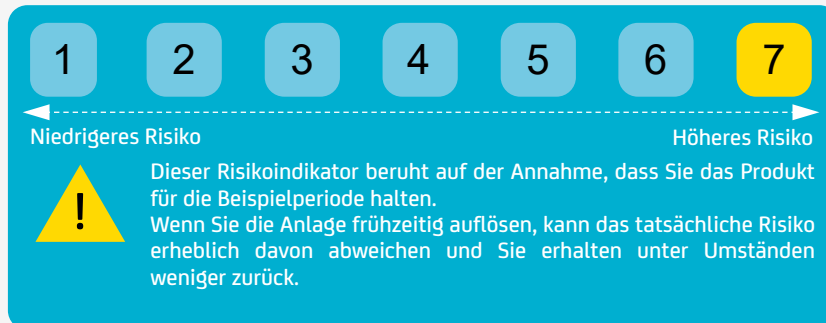 1 2 3 4 5 6 7
Niedrigeres Risiko Höheres Risiko
Dieser Risikoindikator beruht auf der Annahme, dass Sie das Produkt
für die Beispielperiode halten.
!
Wenn Sie die Anlage frühzeitig auflösen, kann das tatsächliche Risiko
erheblich davon abweichen und Sie erhalten unter Umständen
weniger zurück.